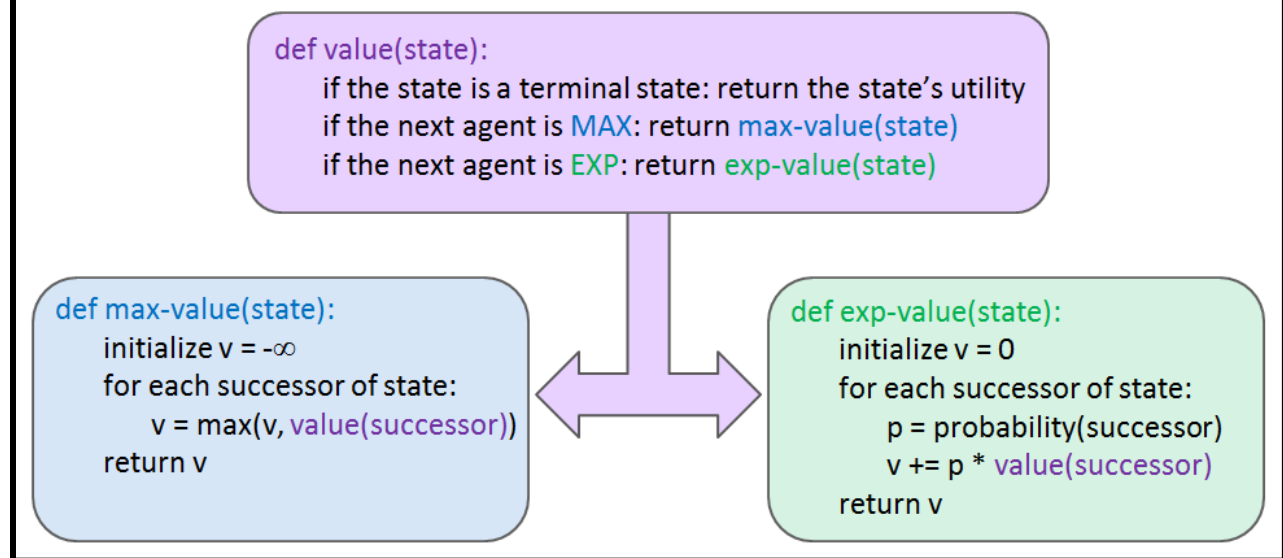 def value(state):
if the state is a terminal state: return the state’s utility
if the next agent is MAX: return max-value(state)
if the next agent is EXP: return exp-value(state)
def max-value(state):
initialize v = -∞
for each successor of state:
v = max(v, value(successor))
return v
def exp-value(state):
initialize v = 0
for each successor of state:
p = probability(successor)
v += p * value(successor)
return v